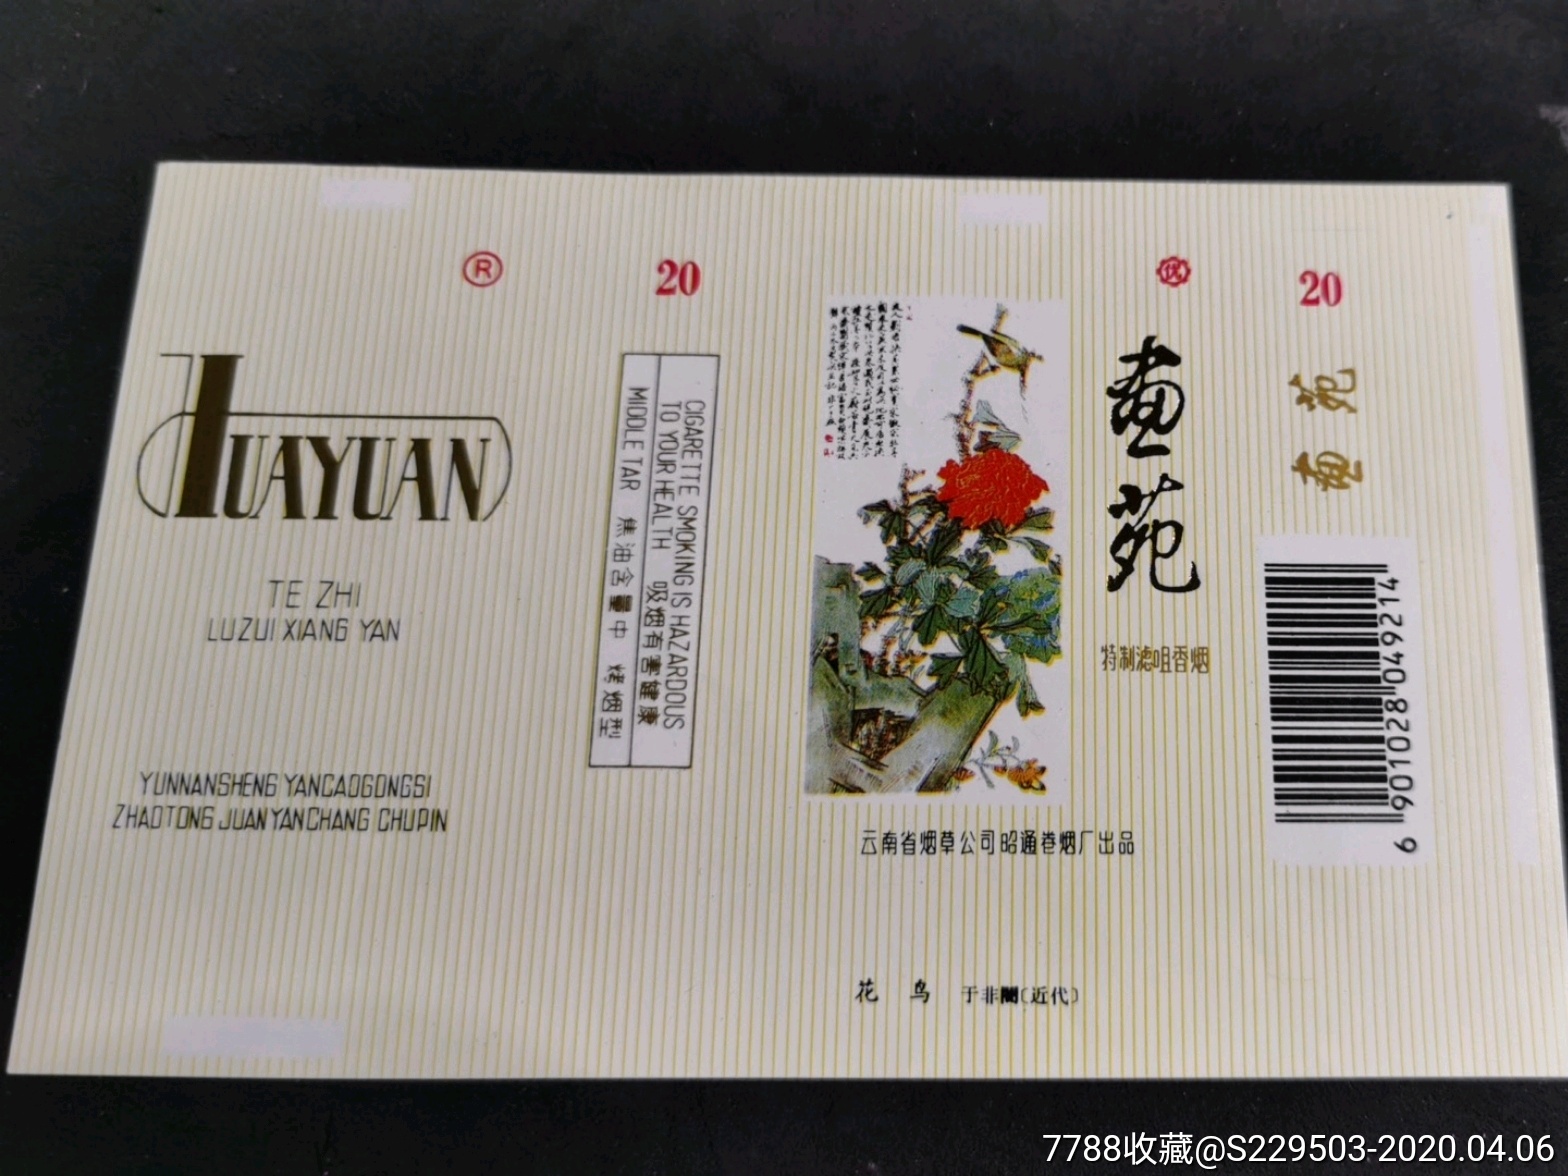 ®
HUAYUAN
TE ZHI
LUZUI XIANG YAN
YUNNANSHENG YANCAOGONGSI
ZHAOTONG JUANYANCHANG CHUPIN
20
CIGARETTE SMOKING IS HAZARDOUS
TO YOUR HEALTH 吸烟有害健康
MIDDLE TAR 焦油含量中 烤烟型
画苑
特制滤咀香烟
云南省烟草公司昭通卷烟厂出品
花鸟 于非闇(近代)
20
画苑
6 901028 049214
7788收藏@S229503-2020.04.06